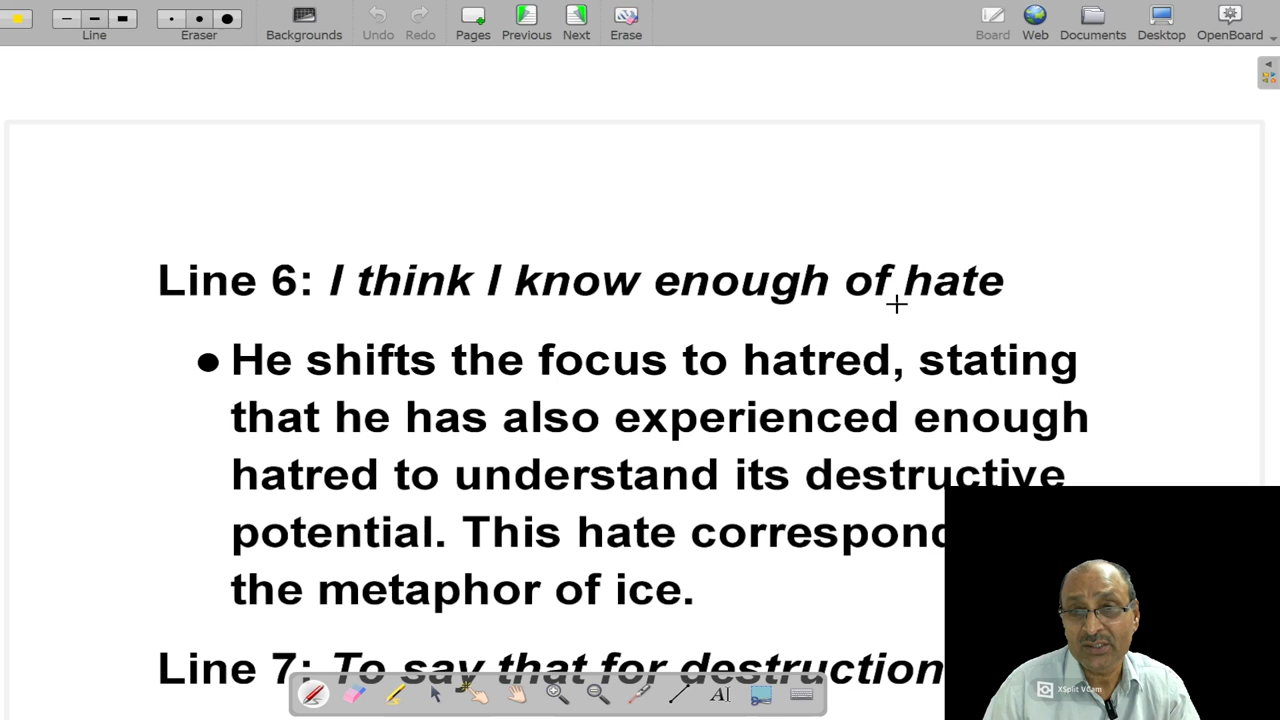 Line Eraser Backgrounds Undo Redo Pages Previous Next Erase Board Web Documents Desktop OpenBoard
Line 6: I think I know enough of hate
● He shifts the focus to hatred, stating
that he has also experienced enough
hatred to understand its destructive
potential. This hate correspond
the metaphor of ice.
Line 7: To say that for destruction
XSplit VCam